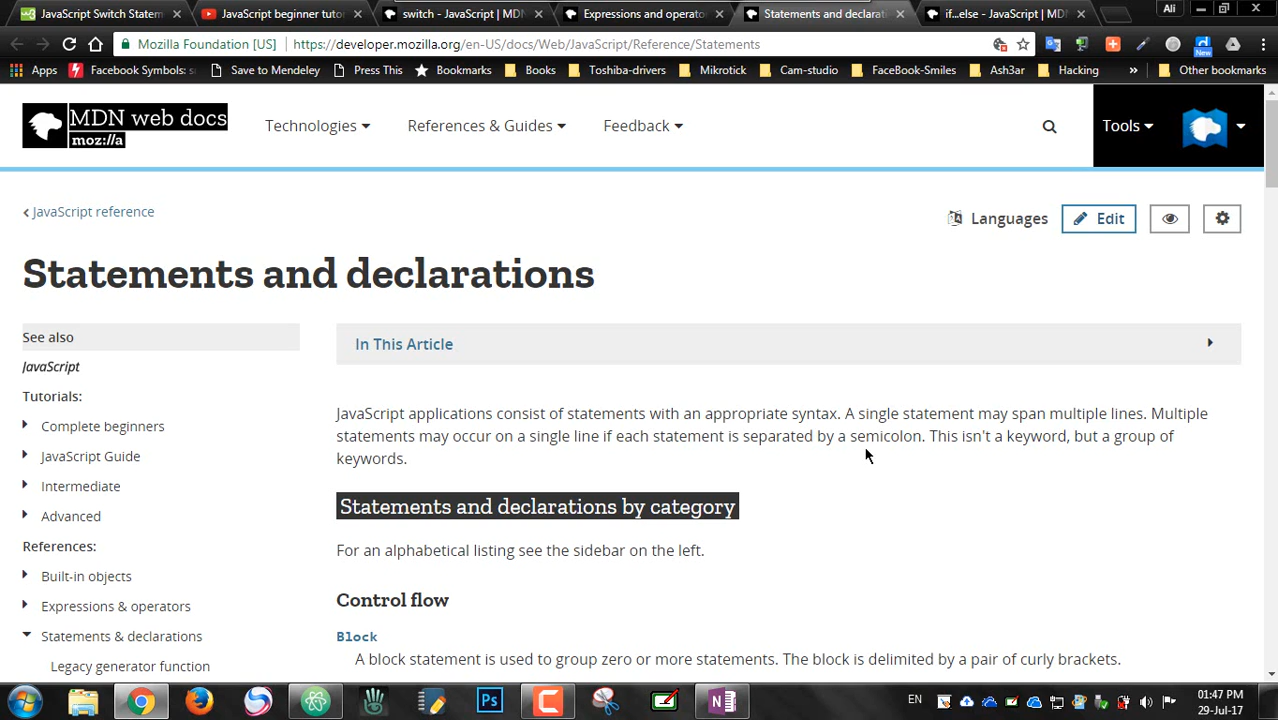 JavaScript Switch Statem
JavaScript beginner tuto
switch - JavaScript | MDN
Expressions and operato
Statements and declarati
if...else - JavaScript | MD
Ali
Mozilla Foundation [US]
https://developer.mozilla.org/en-US/docs/Web/JavaScript/Reference/Statements
New
Apps
Facebook Symbols: s
Save to Mendeley
Press This
Bookmarks
Books
Toshiba-drivers
Mikrotick
Cam-studio
FaceBook-Smiles
Ash3ar
Hacking
»
Other bookmarks
MDN web docs
moz://a
Technologies
References & Guides
Feedback
Tools
JavaScript reference
Languages
Edit
Statements and declarations
See also
JavaScript
Tutorials:
Complete beginners
JavaScript Guide
Intermediate
Advanced
References:
Built-in objects
Expressions & operators
Statements & declarations
Legacy generator function
In This Article
JavaScript applications consist of statements with an appropriate syntax. A single statement may span multiple lines. Multiple
statements may occur on a single line if each statement is separated by a semicolon. This isn't a keyword, but a group of
keywords.
Statements and declarations by category
For an alphabetical listing see the sidebar on the left.
Control flow
Block
A block statement is used to group zero or more statements. The block is delimited by a pair of curly brackets.
Ps
N
EN
01:47 PM
29-Jul-17